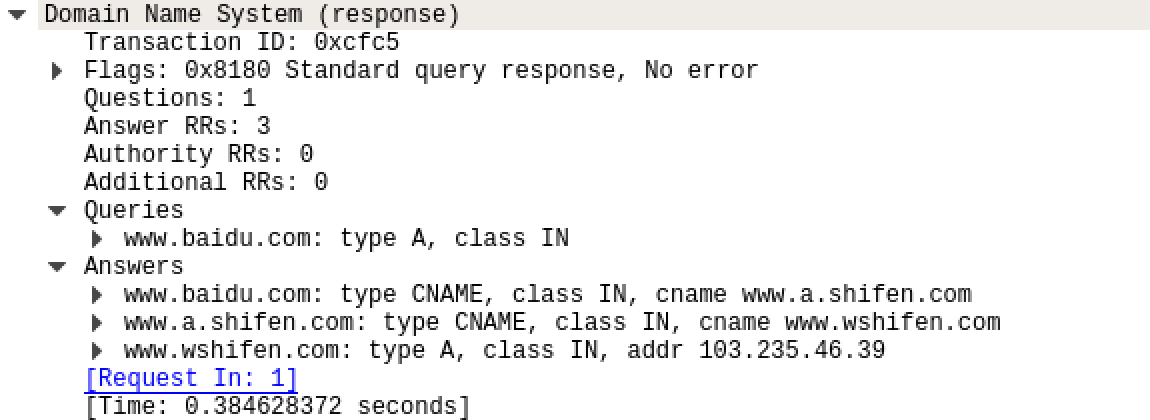 Domain Name System (response)
Transaction ID: 0xcfc5
Flags: 0x8180 Standard query response, No error
Questions: 1
Answer RRs: 3
Authority RRs: 0
Additional RRs: 0
Queries
www.baidu.com: type A, class IN
Answers
www.baidu.com: type CNAME, class IN, cname www.a.shifen.com
www.a.shifen.com: type CNAME, class IN, cname www.wshifen.com
www.wshifen.com: type A, class IN, addr 103.235.46.39
[Request In: 1]
[Time: 0.384628372 seconds]